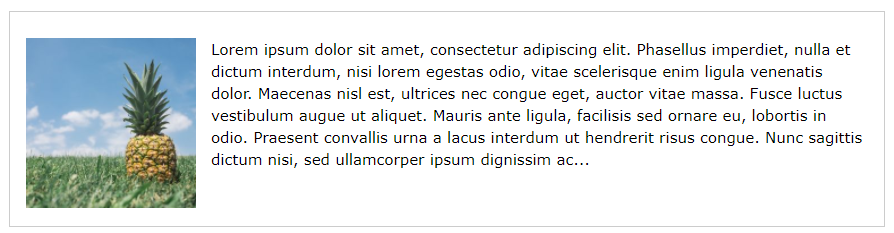 Lorem ipsum dolor sit amet, consectetur adipiscing elit. Phasellus imperdiet, nulla et
dictum interdum, nisi lorem egestas odio, vitae scelerisque enim ligula venenatis
dolor. Maecenas nisl est, ultrices nec congue eget, auctor vitae massa. Fusce luctus
vestibulum augue ut aliquet. Mauris ante ligula, facilisis sed ornare eu, lobortis in
odio. Praesent convallis urna a lacus interdum ut hendrerit risus congue. Nunc sagittis
dictum nisi, sed ullamcorper ipsum dignissim ac...